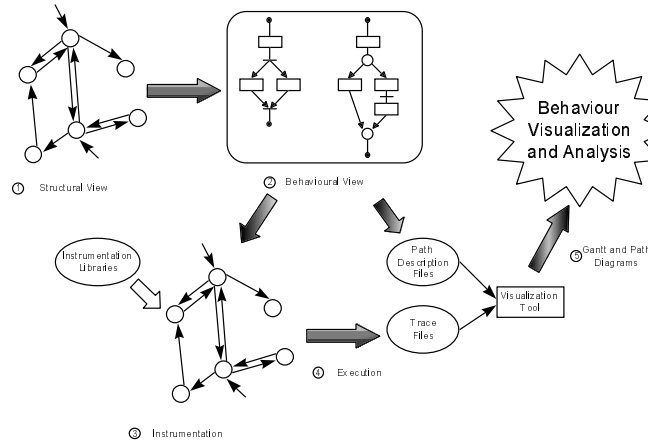 Behaviour
Visualization
and Analysis
① Structural View
② Behavioural View
Instrumentation
Libraries
Path
Description
Files
⑤ Gantt and Path
Diagrams
Visualization
Tool
Trace
Files
④ Execution
③ Instrumentation